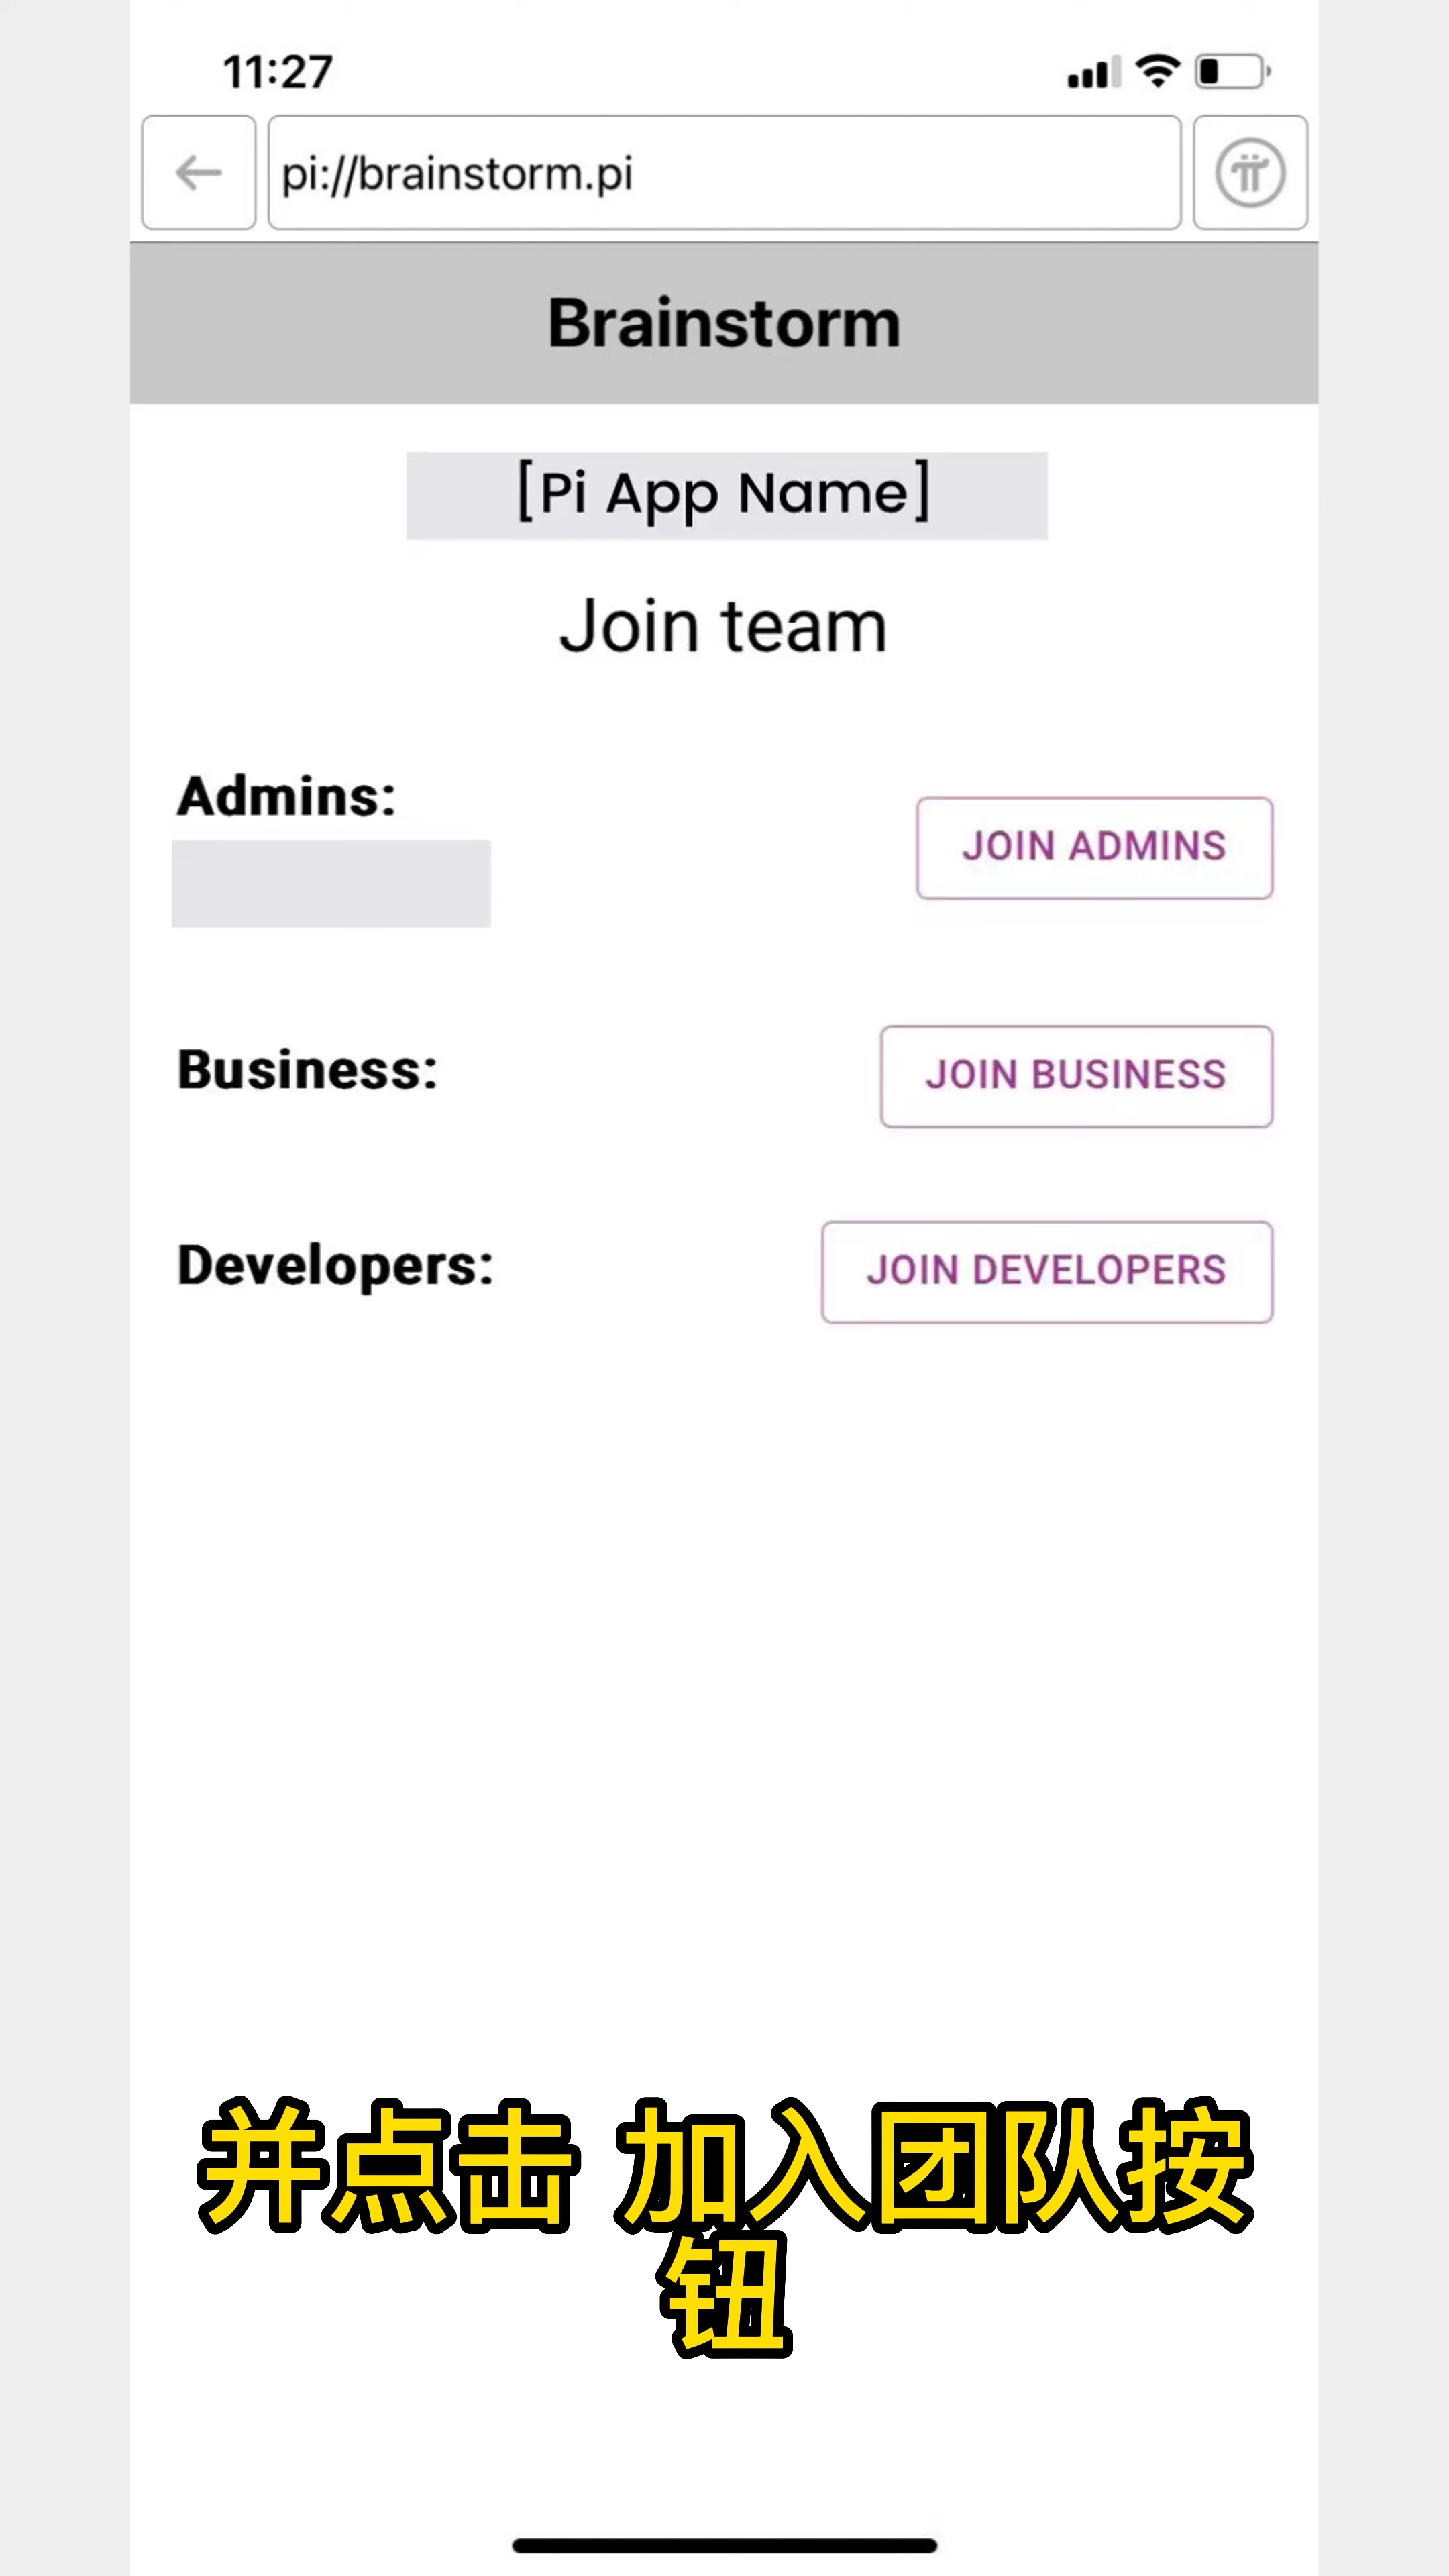 11:27
pi://brainstorm.pi
Brainstorm
[Pi App Name]
Join team
Admins:
JOIN ADMINS
Business:
JOIN BUSINESS
Developers:
JOIN DEVELOPERS
并点击 加入团队按
钮